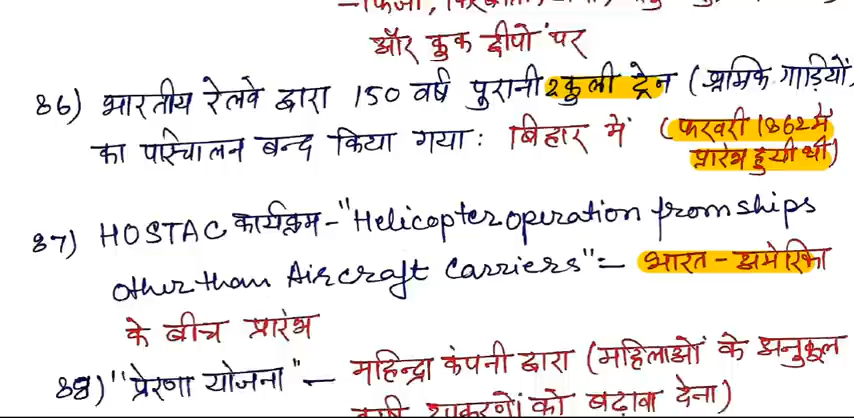 और कुक द्वीपों पर
86) भारतीय रेलवे द्वारा 150 वर्ष पुरानी 2 कुली ट्रेन (श्रमिक गाड़ियों,
का परिचालन बन्द किया गया : बिहार में (फरवरी 1862 में
प्रारंभ हुयी थी)
87) HOSTAC कार्यक्रम - "Helicopter operation from ships
other than Aircraft Carriers" = भारत - अमेरिका
के बीच प्रारंभ
88) "प्रेरणा योजना" - महिन्द्रा कंपनी द्वारा (महिलाओं के अनुकूल
को बढ़ावा देना)